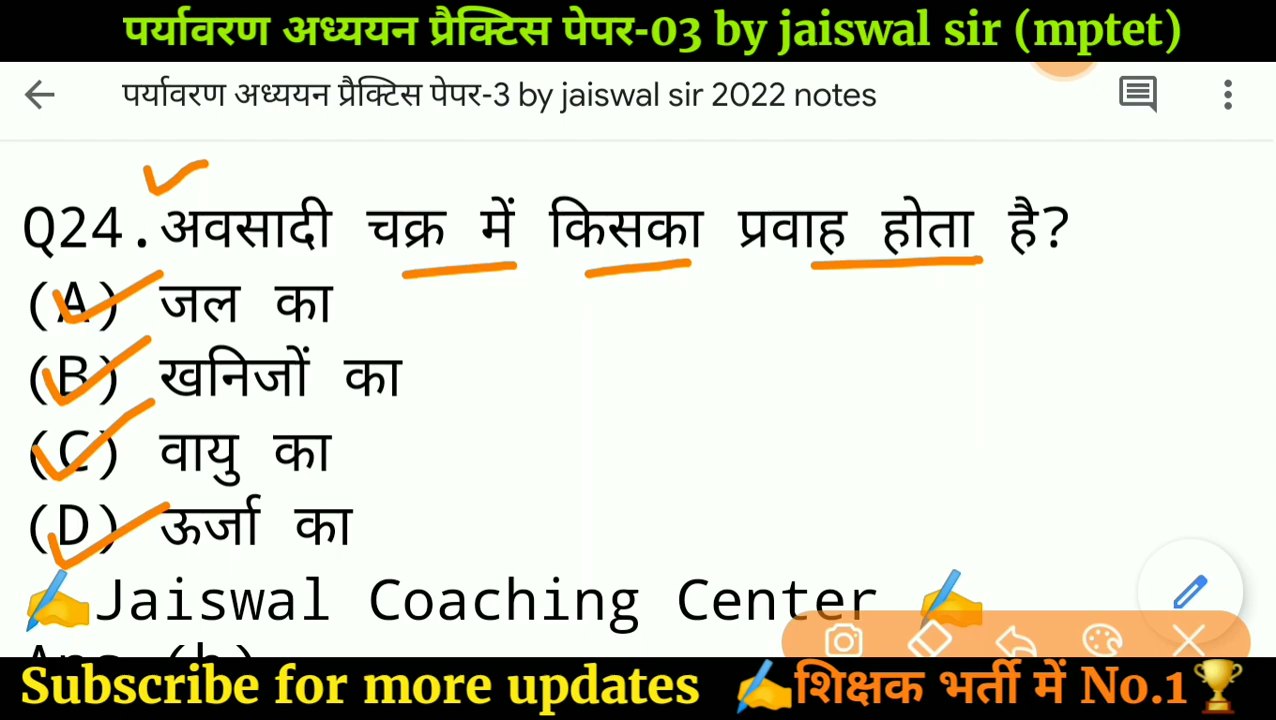 पर्यावरण अध्ययन प्रैक्टिस पेपर-03 by jaiswal sir (mptet)
पर्यावरण अध्ययन प्रैक्टिस पेपर-3 by jaiswal sir 2022 notes
Q24.अवसादी चक्र में किसका प्रवाह होता है?
(A) जल का
(B) खनिजों का
(C) वायु का
(D) ऊर्जा का
✍️Jaiswal Coaching Center ✍️
Ans.(b)
Subscribe for more updates ✍️शिक्षक भर्ती में No.1🏆